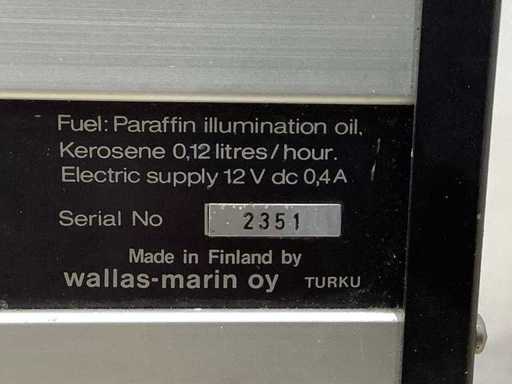 Fuel: Paraffin illumination oil,
Kerosene 0,12 litres/hour.
Electric supply 12 V dc 0,4 A
Serial No 2351
Made in Finland by
wallas-marin oy TURKU